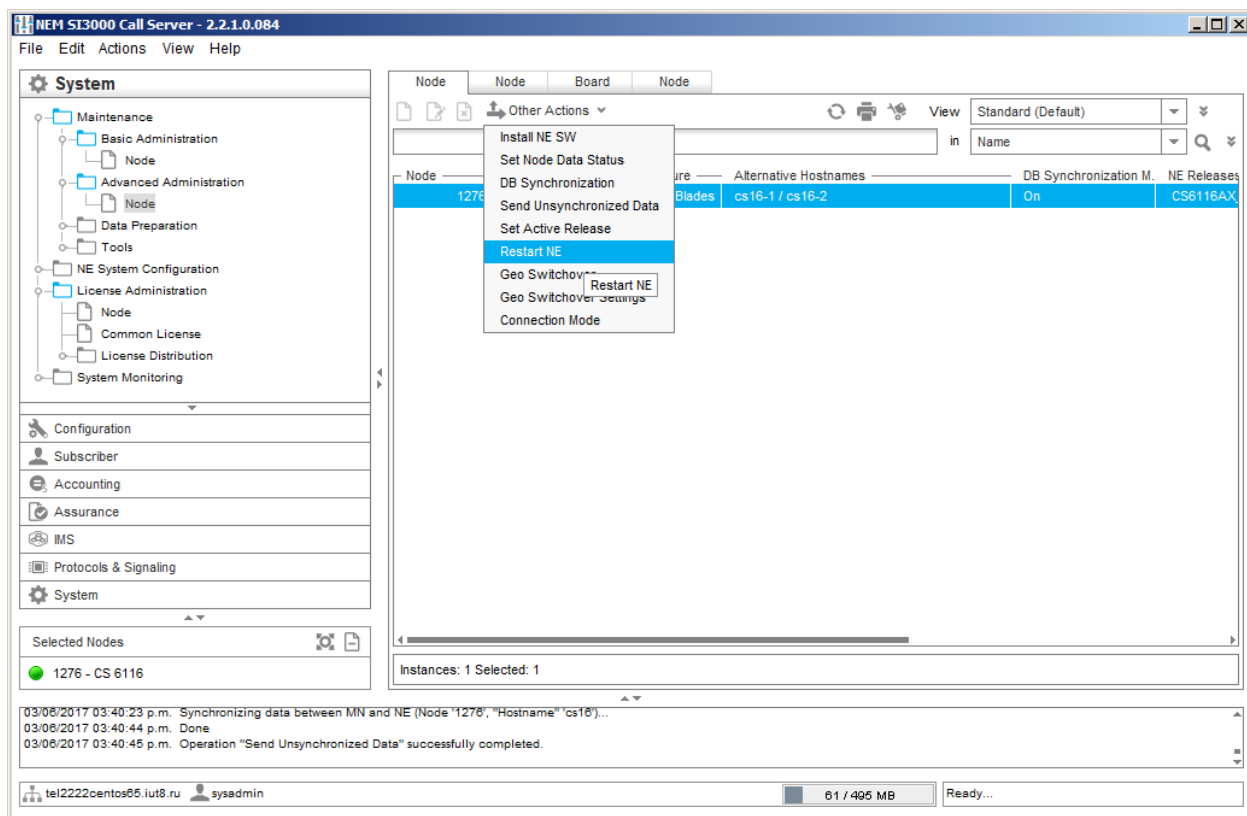 NEM SI3000 Call Server - 2.2.1.0.084
File Edit Actions View Help
System
Maintenance
Basic Administration
Node
Advanced Administration
Node
Data Preparation
Tools
NE System Configuration
License Administration
Node
Common License
License Distribution
System Monitoring
Configuration
Subscriber
Accounting
Assurance
IMS
Protocols & Signaling
System
Selected Nodes
1276 - CS 6116
Node Node Board Node
Other Actions View Standard (Default)
in Name
Node ure Alternative Hostnames DB Synchronization M. NE Releases
1276 Blades cs16-1 / cs16-2 On CS6116AX
Install NE SW
Set Node Data Status
DB Synchronization
Send Unsynchronized Data
Set Active Release
Restart NE
Geo Switchover
Restart NE
Geo Switchover Settings
Connection Mode
Instances: 1 Selected: 1
03/06/2017 03:40:23 p.m. Synchronizing data between MN and NE (Node '1276', "Hostname" 'cs16')...
03/06/2017 03:40:44 p.m. Done
03/06/2017 03:40:45 p.m. Operation "Send Unsynchronized Data" successfully completed.
tel2222centos65.iut8.ru sysadmin 61 / 495 MB Ready...